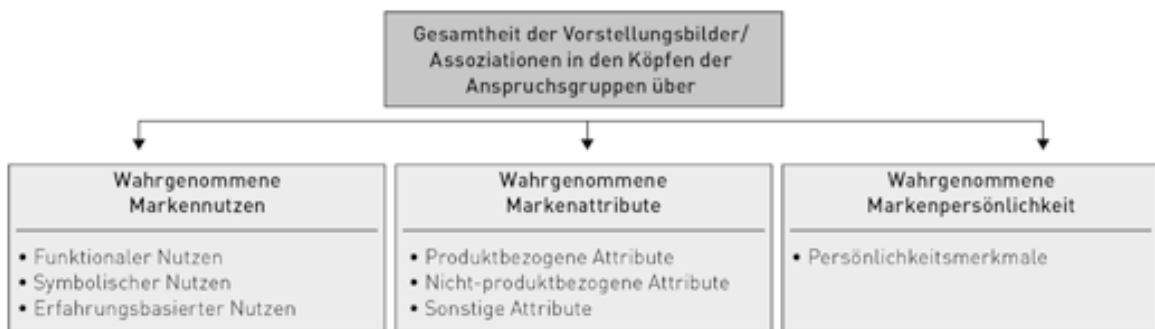 Gesamtheit der Vorstellungsbilder/
Assoziationen in den Köpfen der
Anspruchsgruppen über
Wahrgenommene
Markennutzen
• Funktionaler Nutzen
• Symbolischer Nutzen
• Erfahrungsbasierter Nutzen
Wahrgenommene
Markenattribute
• Produktbezogene Attribute
• Nicht-produktbezogene Attribute
• Sonstige Attribute
Wahrgenommene
Markenpersönlichkeit
• Persönlichkeitsmerkmale